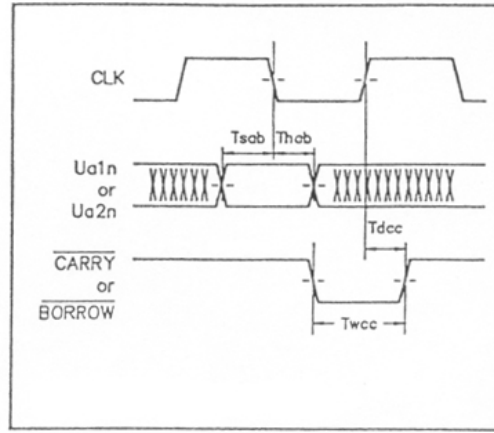 CLK
Tsab Thab
Ua1n
or
Ua2n
Tdcc
CARRY
or
BORROW
Twcc